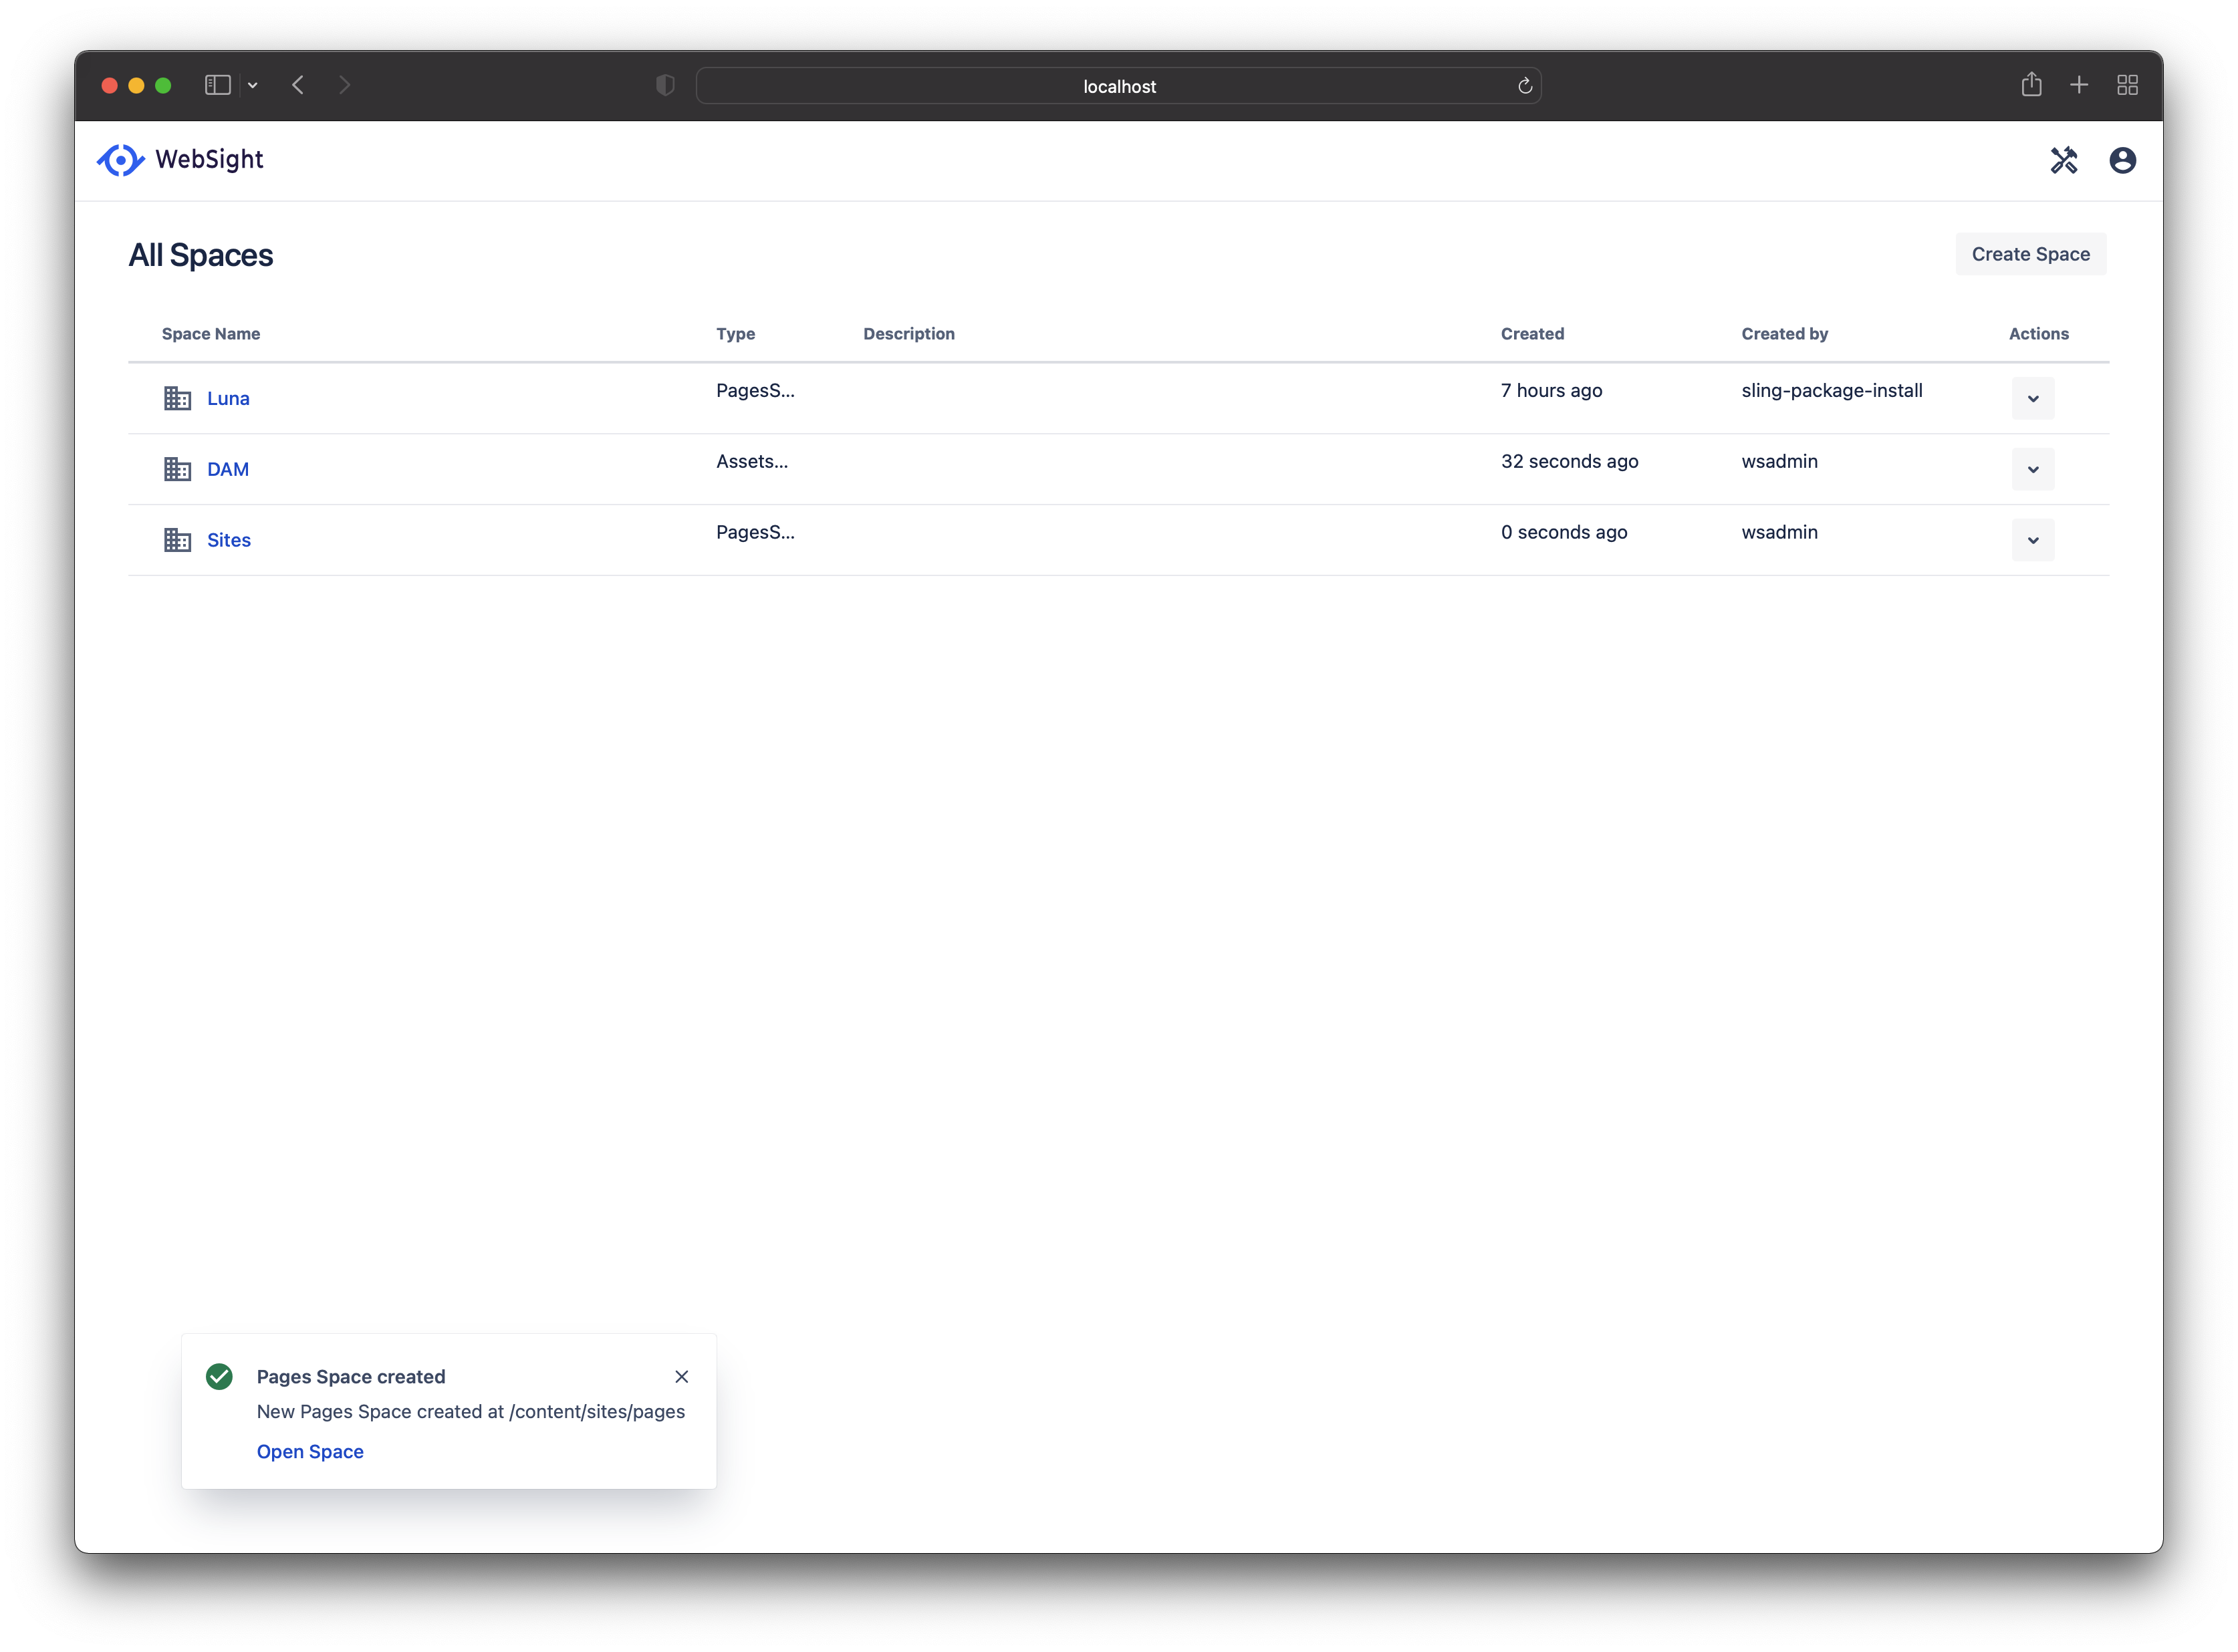 localhost
WebSight
All Spaces
Create Space
Space Name Type Description Created Created by Actions
Luna PagesS... 7 hours ago sling-package-install
DAM Assets... 32 seconds ago wsadmin
Sites PagesS... 0 seconds ago wsadmin
Pages Space created
New Pages Space created at /content/sites/pages
Open Space